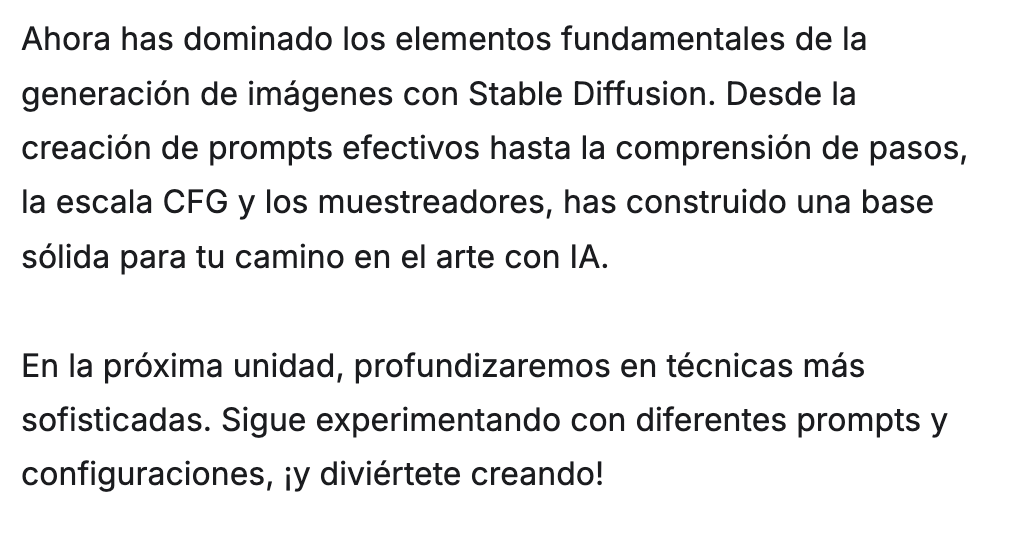 Ahora has dominado los elementos fundamentales de la
generación de imágenes con Stable Diffusion. Desde la
creación de prompts efectivos hasta la comprensión de pasos,
la escala CFG y los muestreadores, has construido una base
sólida para tu camino en el arte con IA.
En la próxima unidad, profundizaremos en técnicas más
sofisticadas. Sigue experimentando con diferentes prompts y
configuraciones, ¡y diviértete creando!